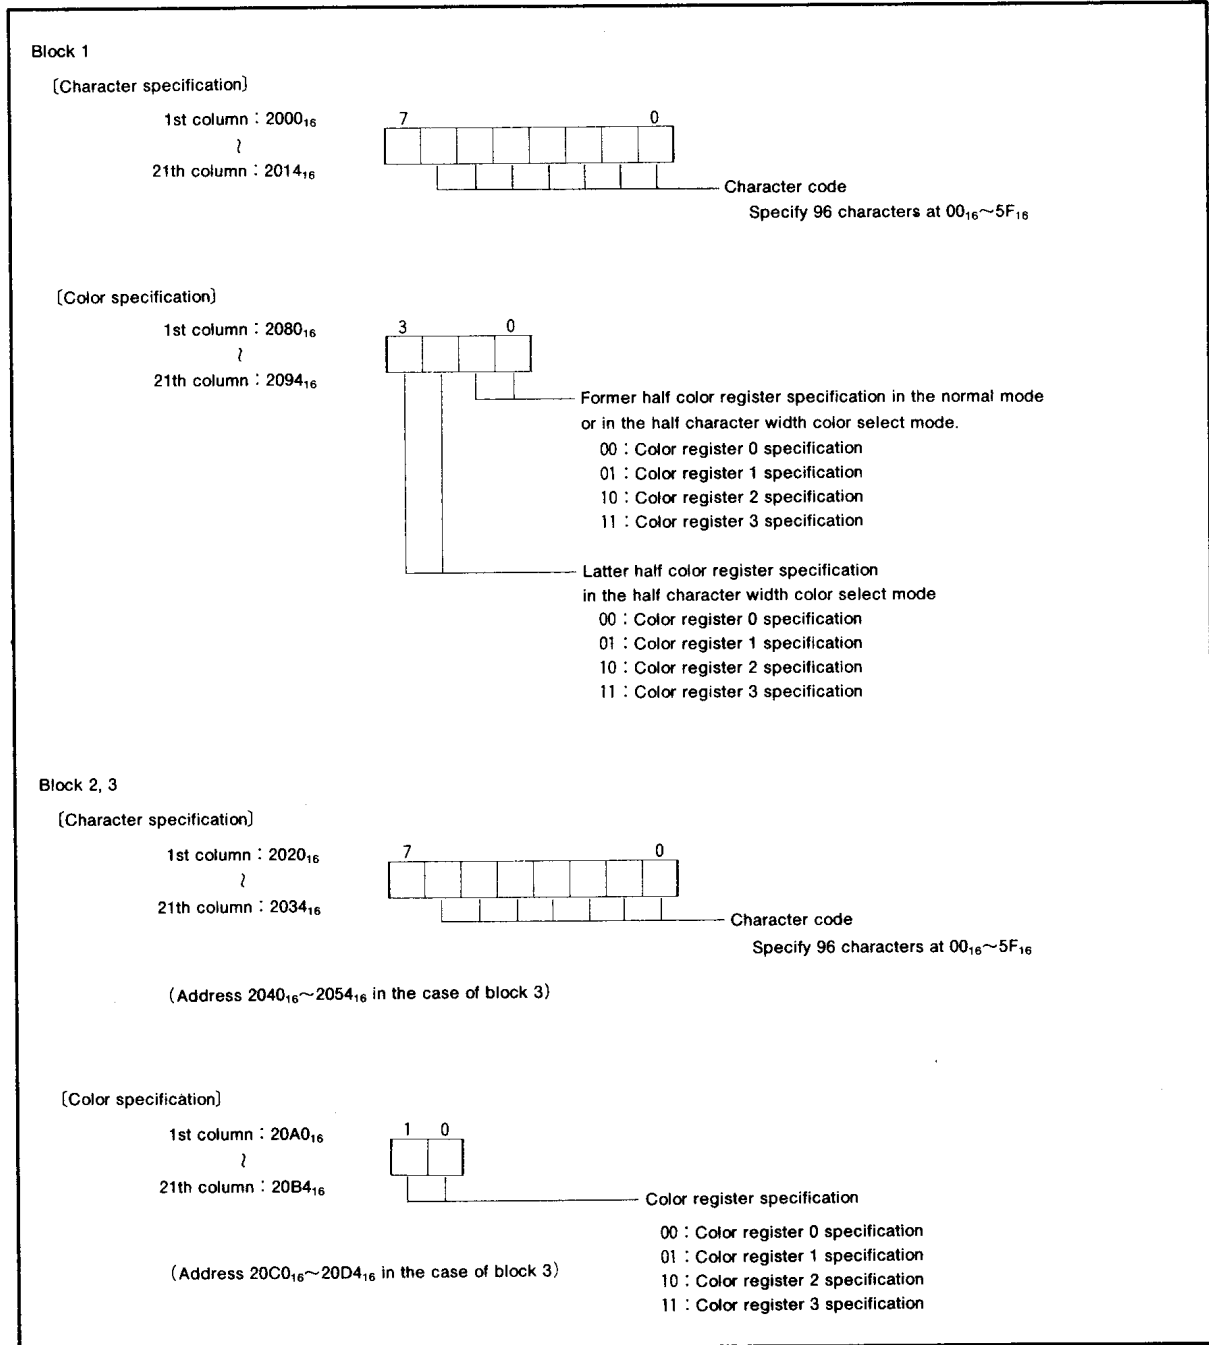 Block 1
〔Character specification〕
1st column : 2000₁₆
7 0
≀
21th column : 2014₁₆
Character code
Specify 96 characters at 00₁₆~5F₁₆
〔Color specification〕
1st column : 2080₁₆
3 0
≀
21th column : 2094₁₆
Former half color register specification in the normal mode
or in the half character width color select mode.
00 : Color register 0 specification
01 : Color register 1 specification
10 : Color register 2 specification
11 : Color register 3 specification
Latter half color register specification
in the half character width color select mode
00 : Color register 0 specification
01 : Color register 1 specification
10 : Color register 2 specification
11 : Color register 3 specification
Block 2, 3
〔Character specification〕
1st column : 2020₁₆
7 0
≀
21th column : 2034₁₆
Character code
Specify 96 characters at 00₁₆~5F₁₆
(Address 2040₁₆~2054₁₆ in the case of block 3)
〔Color specification〕
1st column : 20A0₁₆
1 0
≀
21th column : 20B4₁₆
Color register specification
00 : Color register 0 specification
01 : Color register 1 specification
(Address 20C0₁₆~20D4₁₆ in the case of block 3)
10 : Color register 2 specification
11 : Color register 3 specification